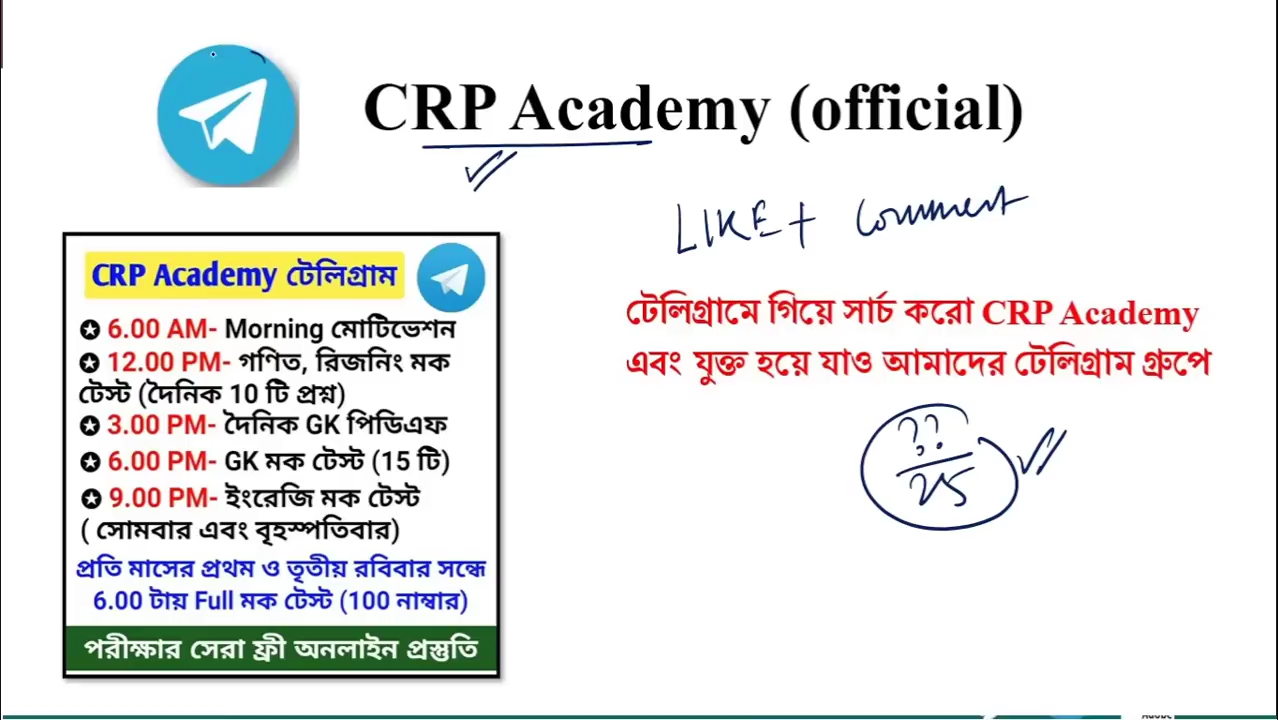 CRP Academy (official)
LIKE + Comment
CRP Academy টেলিগ্রাম
✪ 6.00 AM- Morning মোটিভেশন
✪ 12.00 PM- গণিত, রিজনিং মক
টেস্ট (দৈনিক 10 টি প্রশ্ন)
✪ 3.00 PM- দৈনিক GK পিডিএফ
✪ 6.00 PM- GK মক টেস্ট (15 টি)
✪ 9.00 PM- ইংরেজি মক টেস্ট
( সোমবার এবং বৃহস্পতিবার)
প্রতি মাসের প্রথম ও তৃতীয় রবিবার সন্ধে
6.00 টায় Full মক টেস্ট (100 নাম্বার)
পরীক্ষার সেরা ফ্রী অনলাইন প্রস্তুতি
টেলিগ্রামে গিয়ে সার্চ করো CRP Academy
এবং যুক্ত হয়ে যাও আমাদের টেলিগ্রাম গ্রুপে
??
25